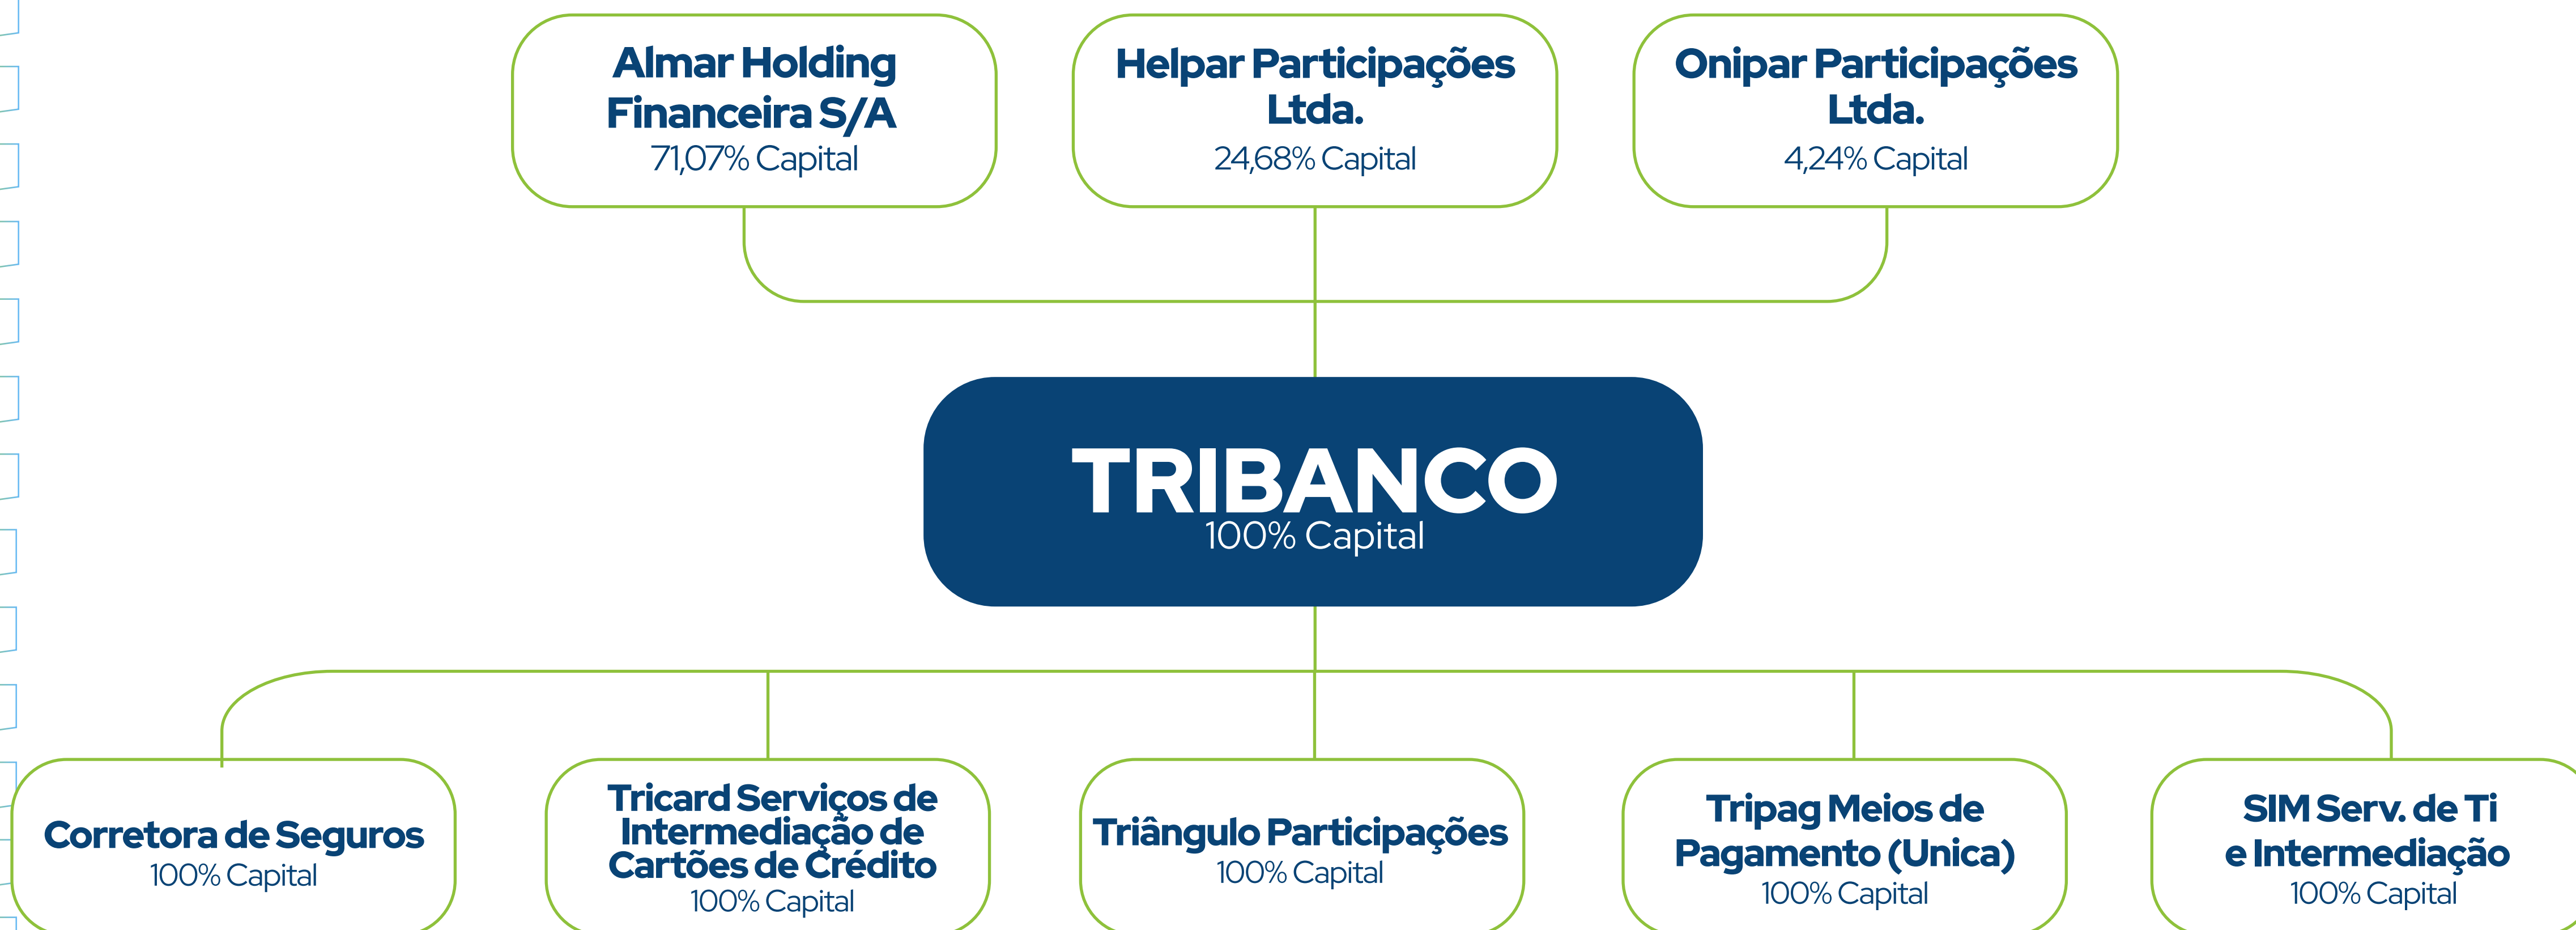 Almar Holding
Financeira S/A
71,07% Capital
Helpar Participações
Ltda.
24,68% Capital
Onipar Participações
Ltda.
4,24% Capital
TRIBANCO
100% Capital
Corretora de Seguros
100% Capital
Tricard Serviços de
Intermediação de
Cartões de Crédito
100% Capital
Triângulo Participações
100% Capital
Tripag Meios de
Pagamento (Unica)
100% Capital
SIM Serv. de Ti
e Intermediação
100% Capital